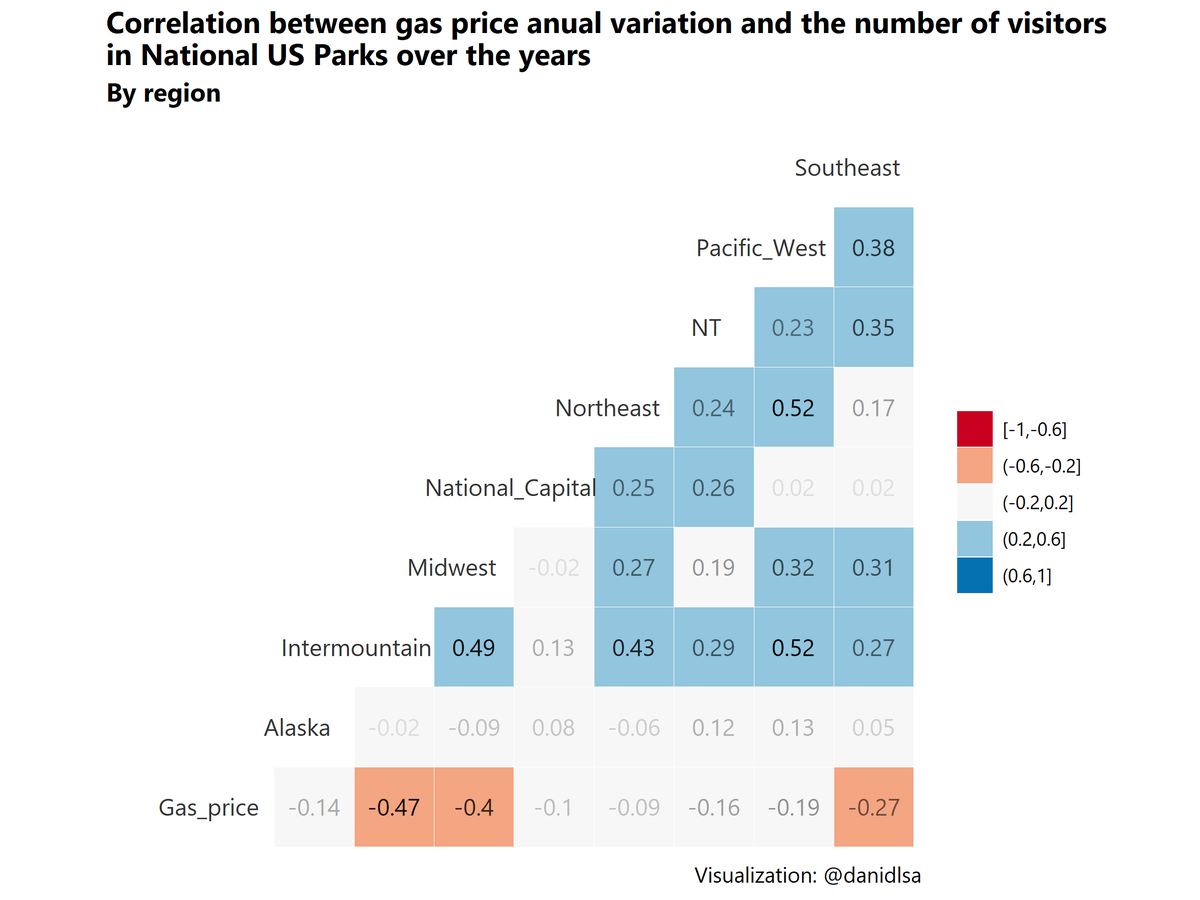 Correlation between gas price anual variation and the number of visitors
in National US Parks over the years
By region
Southeast
Pacific_West 0.38
NT 0.23 0.35
Northeast 0.24 0.52 0.17
[-1,-0.6]
(-0.6,-0.2]
(-0.2,0.2]
(0.2,0.6]
(0.6,1]
National_Capital 0.25 0.26 0.02 0.02
Midwest -0.02 0.27 0.19 0.32 0.31
Intermountain 0.49 0.13 0.43 0.29 0.52 0.27
Alaska -0.02 -0.09 0.08 -0.06 0.12 0.13 0.05
Gas_price -0.14 -0.47 -0.4 -0.1 -0.09 -0.16 -0.19 -0.27
Visualization: @danidlsa